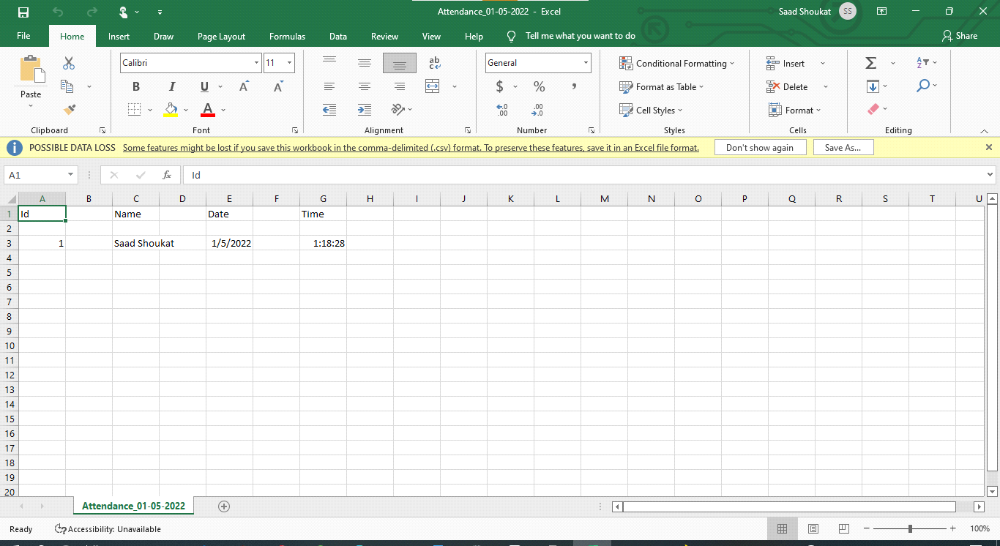 Attendance_01-05-2022 - Excel
Saad Shoukat SS
File Home Insert Draw Page Layout Formulas Data Review View Help Tell me what you want to do Share
Paste
Calibri 11
B I U A A
A
ab
General
$ % ,
.00
.0
Conditional Formatting
Format as Table
Cell Styles
Insert
Delete
Format
Σ
Clipboard Font Alignment Number Styles Cells Editing
POSSIBLE DATA LOSS Some features might be lost if you save this workbook in the comma-delimited (.csv) format. To preserve these features, save it in an Excel file format. Don't show again Save As...
A1 fx Id
A B C D E F G H I J K L M N O P Q R S T U
1 Id Name Date Time
2
3 1 Saad Shoukat 1/5/2022 1:18:28
4
5
6
7
8
9
10
11
12
13
14
15
16
17
18
19
20
Attendance_01-05-2022
Ready Accessibility: Unavailable 100%